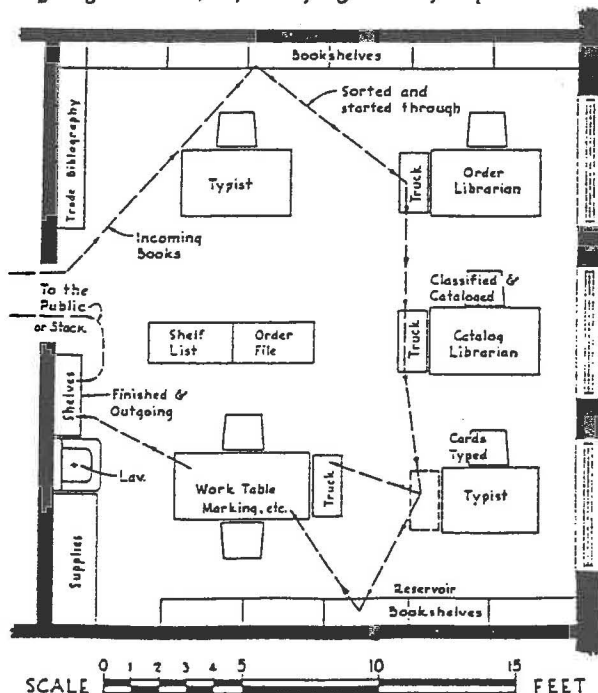 Bookshelves
Sorted and
started through
Trade Bibliography
Typist
Truck
Order
Librarian
Incoming
Books
To the
Public
or Stock
Classified &
Cataloged
Shelf
List
Order
File
Truck
Catalog
Librarian
Shelves
Finished &
Outgoing
Cards
Typed
Lav.
Work Table
Marking, etc.
Truck
Typist
Supplies
Reservoir
Bookshelves
SCALE 0 1 2 3 4 5 10 15 FEET